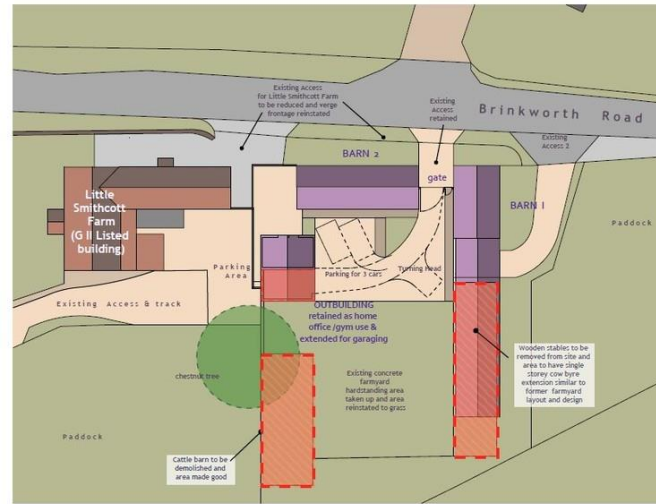 Existing Access
for Little Smithcott Farm
to be reduced and verge
frontage reinstated
Existing
Access
retained
Brinkworth Road
Existing
Access 2
BARN 2
gate
BARN 1
Paddock
Little
Smithcott
Farm
(G II Listed
building)
Parking
Area
Parking for 3 cars
Turning head
Existing Access & track
OUTBUILDING
retained as home
office /gym use &
extended for garaging
chestnut tree
Existing concrete
farmyard
hardstanding area
taken up and area
reinstated to grass
Wooden stables to be
removed from site and
area to have single
storey cow byre
extension similar to
former farmyard
layout and design
Paddock
Cattle barn to be
demolished and
area made good